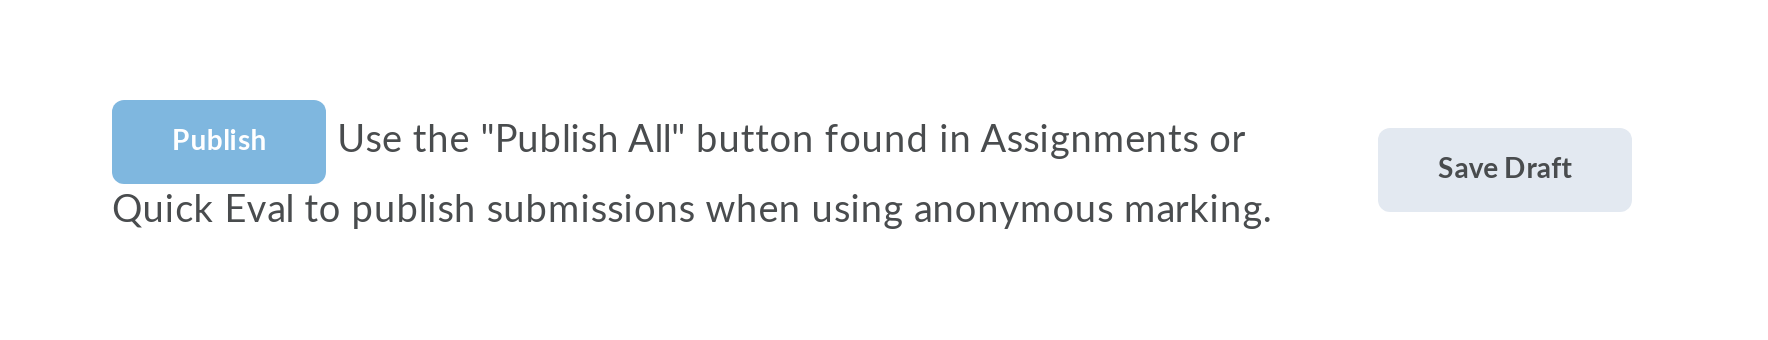 Publish Use the "Publish All" button found in Assignments or
Quick Eval to publish submissions when using anonymous marking.
Save Draft